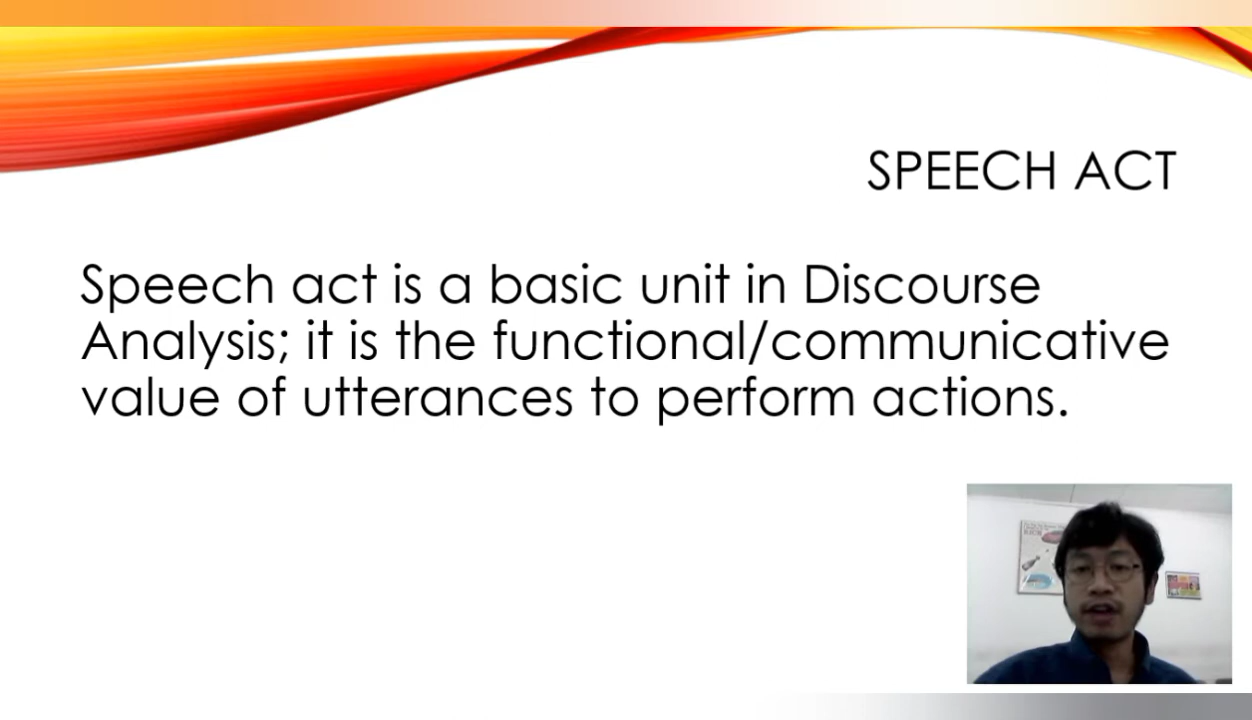 SPEECH ACT
Speech act is a basic unit in Discourse
Analysis; it is the functional/communicative
value of utterances to perform actions.